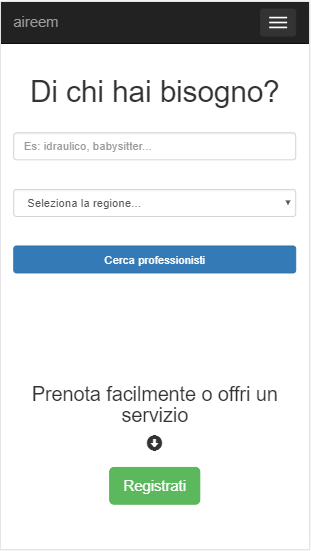 aireem
Di chi hai bisogno?
Es: idraulico, babysitter...
Seleziona la regione...
Cerca professionisti
Prenota facilmente o offri un
servizio
Registrati